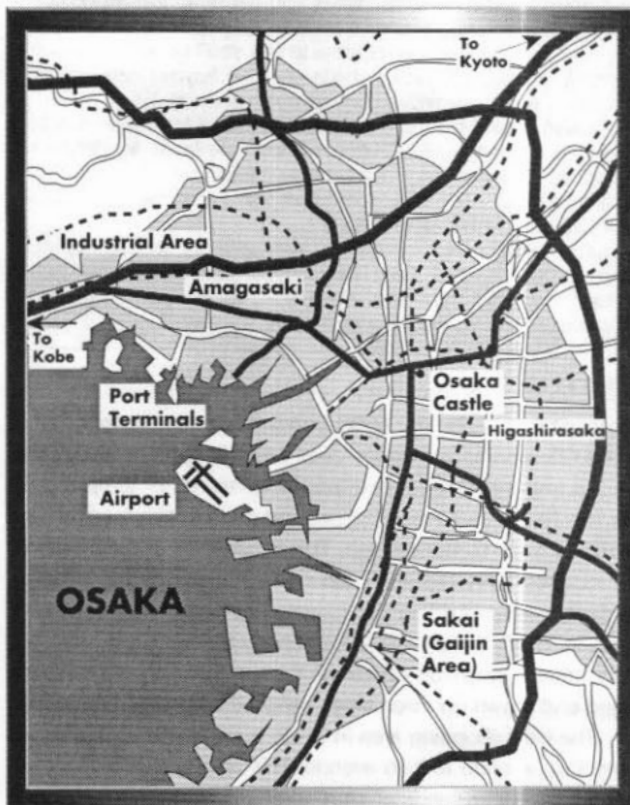 To
Kyoto
Industrial Area
Amagasaki
To
Kobe
Port
Terminals
Osaka
Castle
Higashirasaka
Airport
OSAKA
Sakai
(Gaijin
Area)